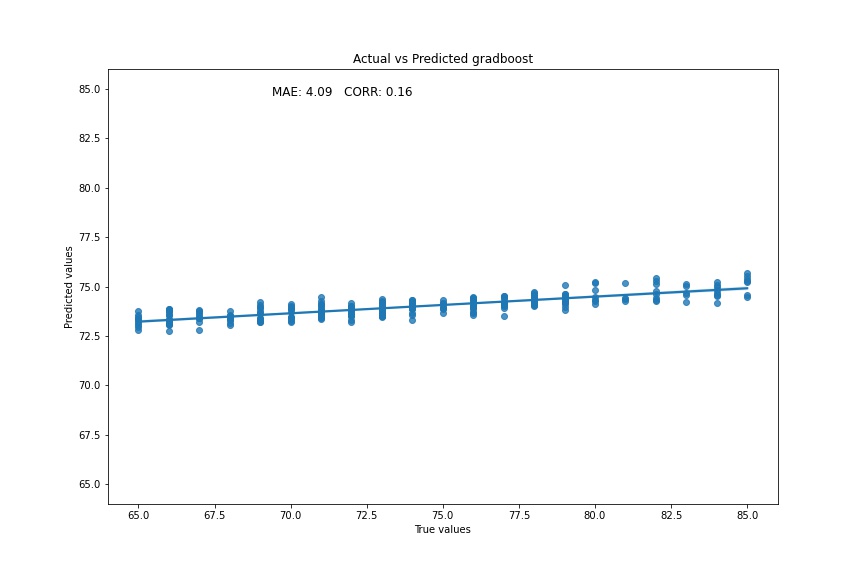 Actual vs Predicted gradboost
MAE: 4.09   CORR: 0.16
85.0
82.5
80.0
77.5
75.0
72.5
70.0
67.5
65.0
Predicted values
65.0 67.5 70.0 72.5 75.0 77.5 80.0 82.5 85.0
True values